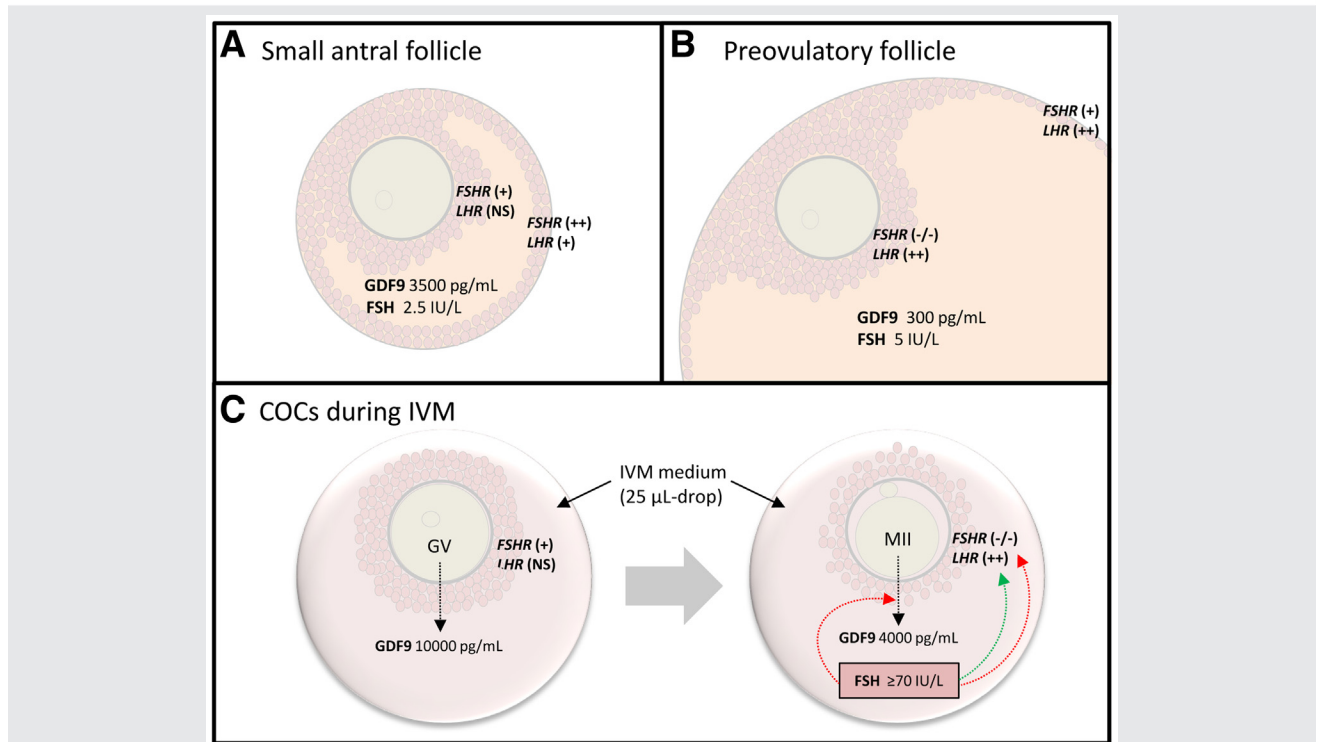 A Small antral follicle
FSHR (+)
LHR (NS)
FSHR (++)
LHR (+)
GDF9 3500 pg/mL
FSH 2.5 IU/L
B Preovulatory follicle
FSHR (+)
LHR (++)
FSHR (-/-)
LHR (++)
GDF9 300 pg/mL
FSH 5 IU/L
C COCs during IVM
IVM medium
(25 µL-drop)
GV
FSHR (+)
LHR (NS)
GDF9 10000 pg/mL
MII
FSHR (-/-)
LHR (++)
GDF9 4000 pg/mL
FSH ≥70 IU/L